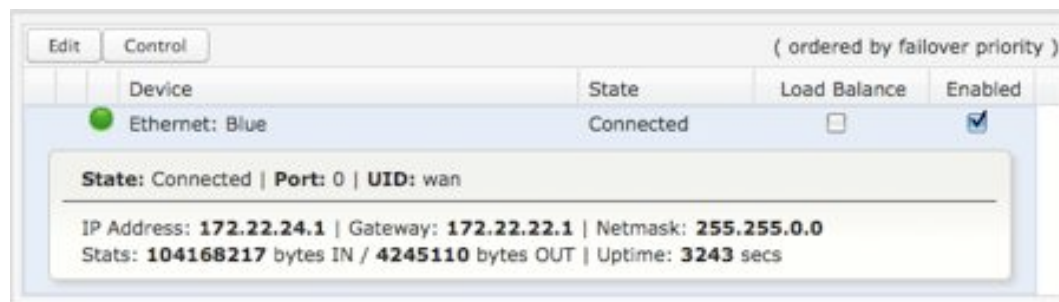 Edit Control ( ordered by failover priority )
Device State Load Balance Enabled
Ethernet: Blue Connected
State: Connected | Port: 0 | UID: wan
IP Address: 172.22.24.1 | Gateway: 172.22.22.1 | Netmask: 255.255.0.0
Stats: 104168217 bytes IN / 4245110 bytes OUT | Uptime: 3243 secs